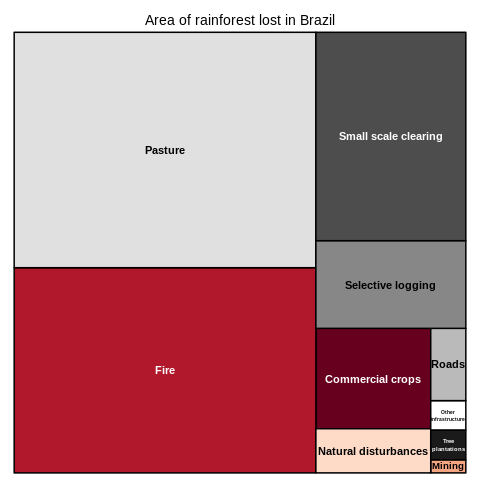 Area of rainforest lost in Brazil
Pasture
Small scale clearing
Selective logging
Fire
Commercial crops
Roads
Other
infrastructure
Tree
plantations
Natural disturbances
Mining